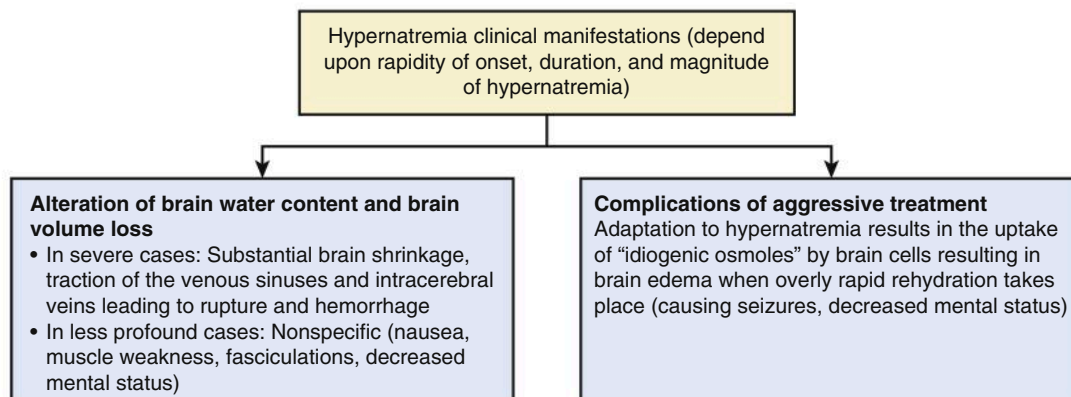 Hypernatremia clinical manifestations (depend
upon rapidity of onset, duration, and magnitude
of hypernatremia)
Alteration of brain water content and brain
volume loss
• In severe cases: Substantial brain shrinkage,
traction of the venous sinuses and intracerebral
veins leading to rupture and hemorrhage
• In less profound cases: Nonspecific (nausea,
muscle weakness, fasciculations, decreased
mental status)
Complications of aggressive treatment
Adaptation to hypernatremia results in the uptake
of “idiogenic osmoles” by brain cells resulting in
brain edema when overly rapid rehydration takes
place (causing seizures, decreased mental status)